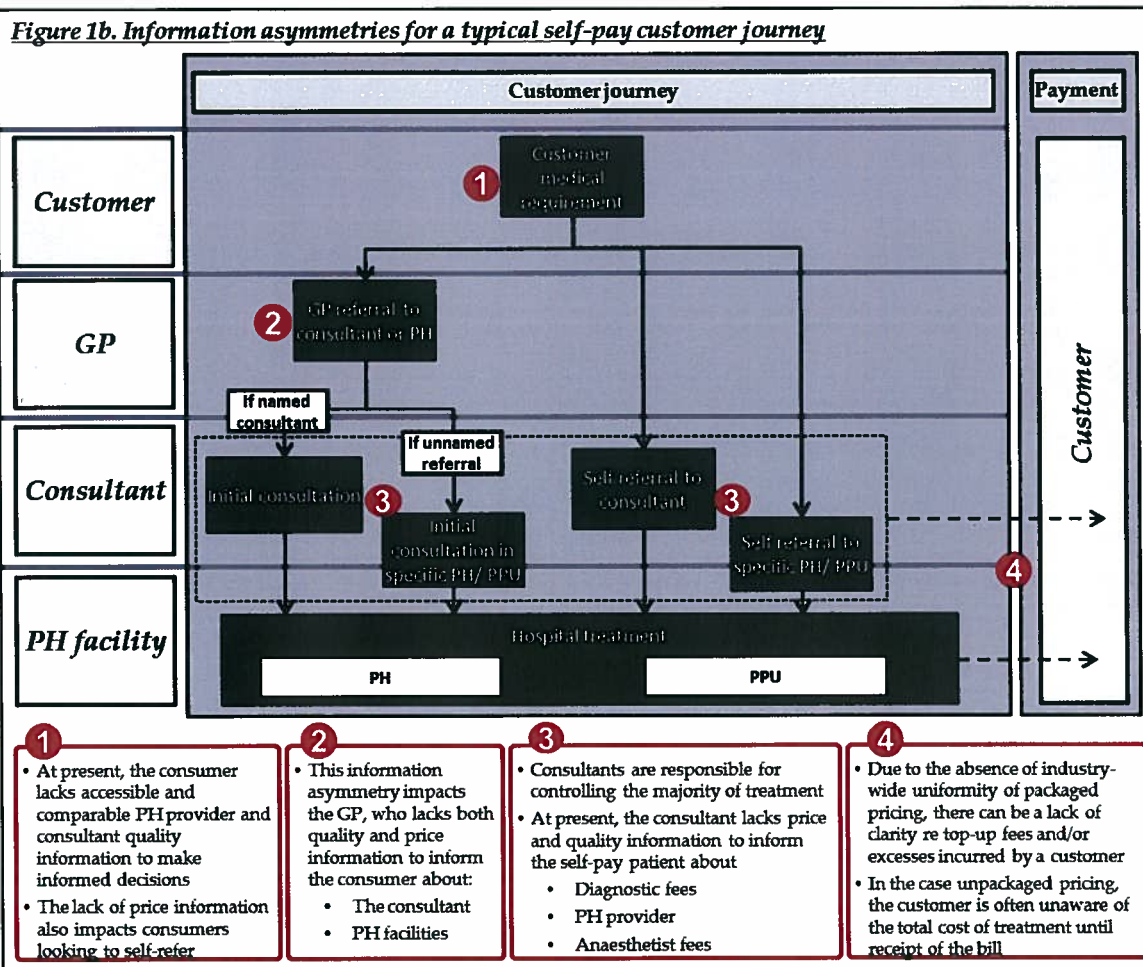 Figure 1b. Information asymmetries for a typical self-pay customer journey
Customer journey
Payment
Customer
1
Customer
medical
requirement
GP
2
GP referral to
consultant or PH
Customer
If named
consultant
If unnamed
referral
Consultant
Initial consultation
3
Initial
consultation in
specific PH/ PPU
Self referral to
consultant
3
Self referral to
specific PH/ PPU
4
PH facility
Hospital treatment
PH
PPU
1
• At present, the consumer
lacks accessible and
comparable PH provider and
consultant quality
information to make
informed decisions
• The lack of price information
also impacts consumers
looking to self-refer
2
• This information
asymmetry impacts
the GP, who lacks both
quality and price
information to inform
the consumer about:
• The consultant
• PH facilities
3
• Consultants are responsible for
controlling the majority of treatment
• At present, the consultant lacks price
and quality information to inform
the self-pay patient about
• Diagnostic fees
• PH provider
• Anaesthetist fees
4
• Due to the absence of industry-
wide uniformity of packaged
pricing, there can be a lack of
clarity re top-up fees and/or
excesses incurred by a customer
• In the case unpackaged pricing,
the customer is often unaware of
the total cost of treatment until
receipt of the bill